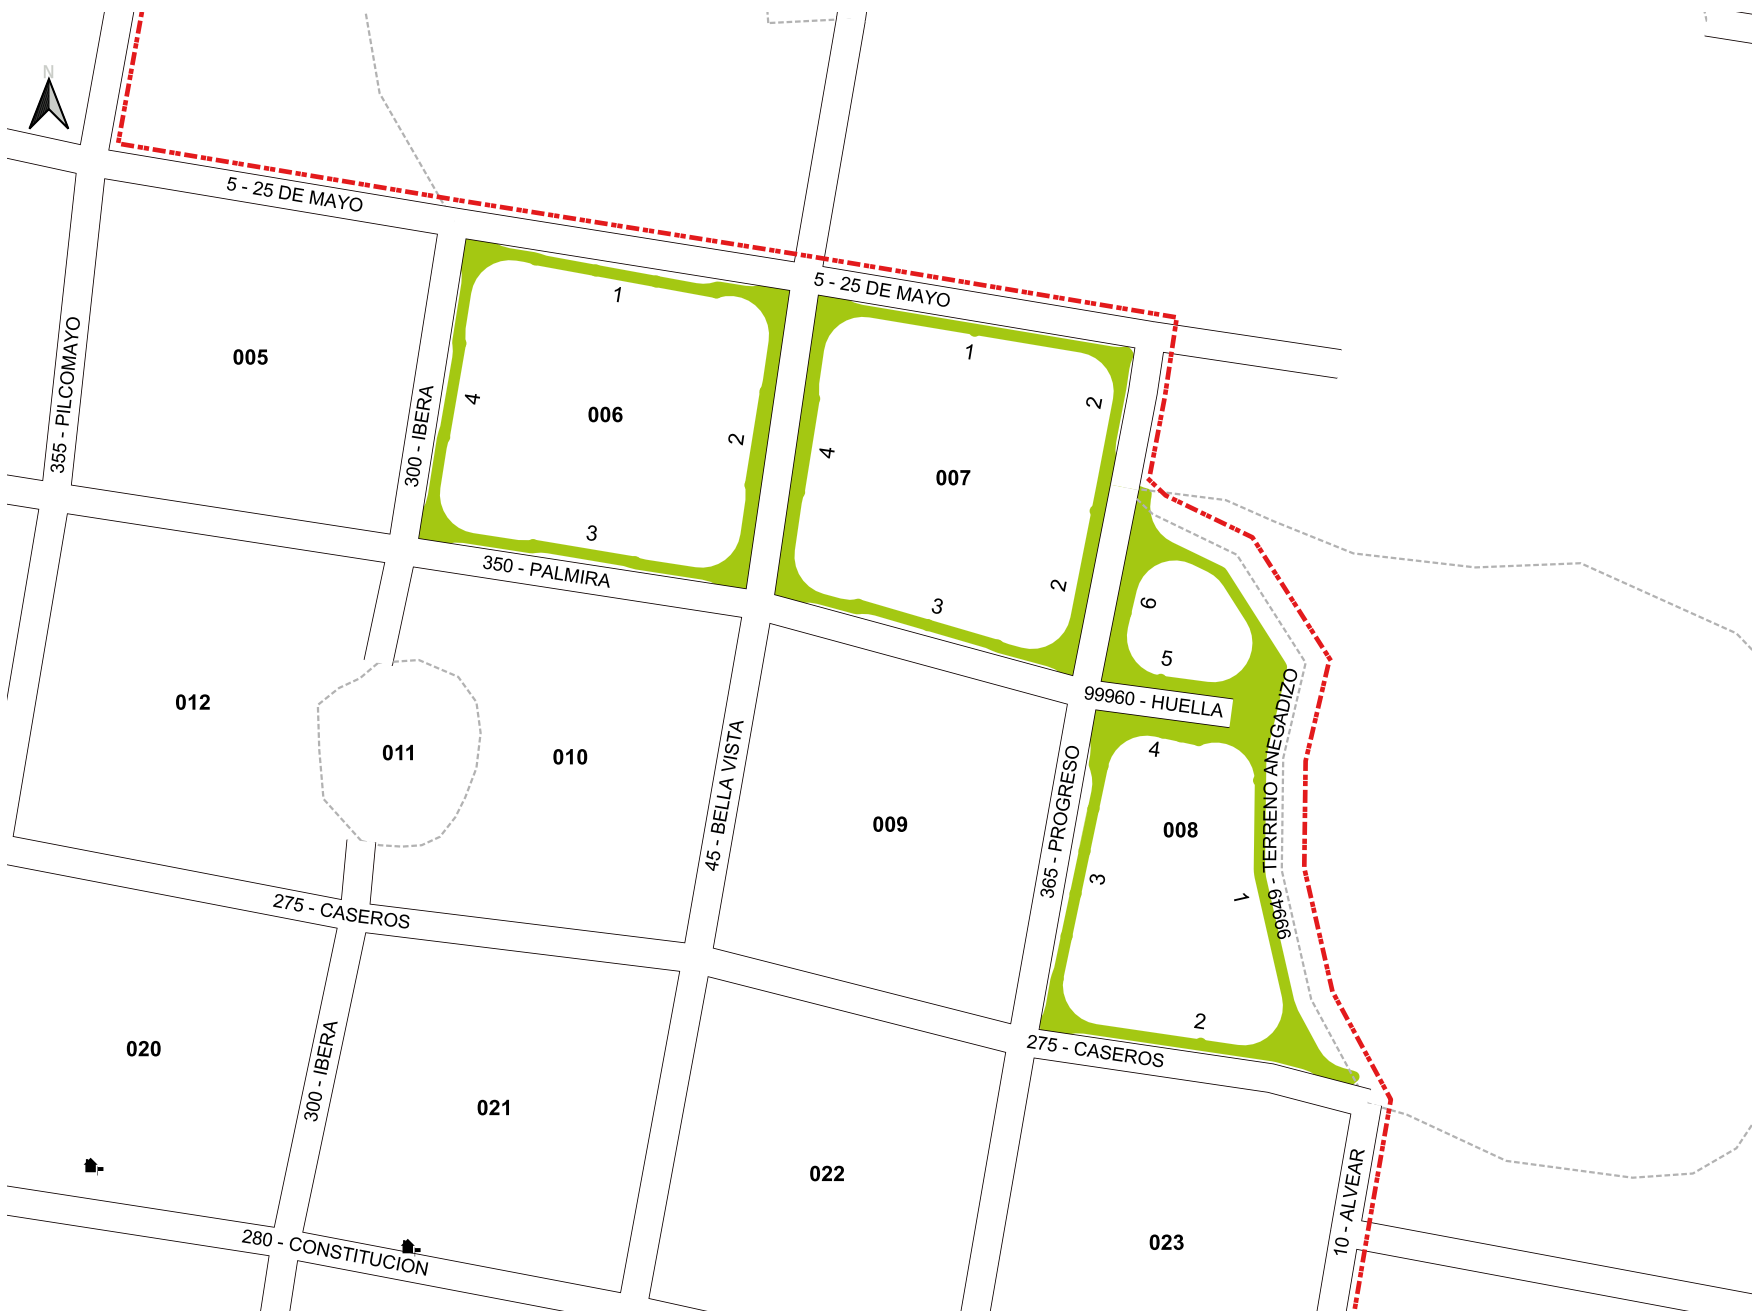 N
5 - 25 DE MAYO
5 - 25 DE MAYO
1
1
005
355 - PILCOMAYO
300 - IBERA
4
006
2
2
4
007
3
350 - PALMIRA
2
3
6
5
99960 - HUELLA
99949 - TERRENO ANEGADIZO
012
011
010
45 - BELLA VISTA
009
365 - PROGRESO
4
008
3
1
275 - CASEROS
2
275 - CASEROS
020
300 - IBERA
021
022
023
10 - ALVEAR
280 - CONSTITUCION